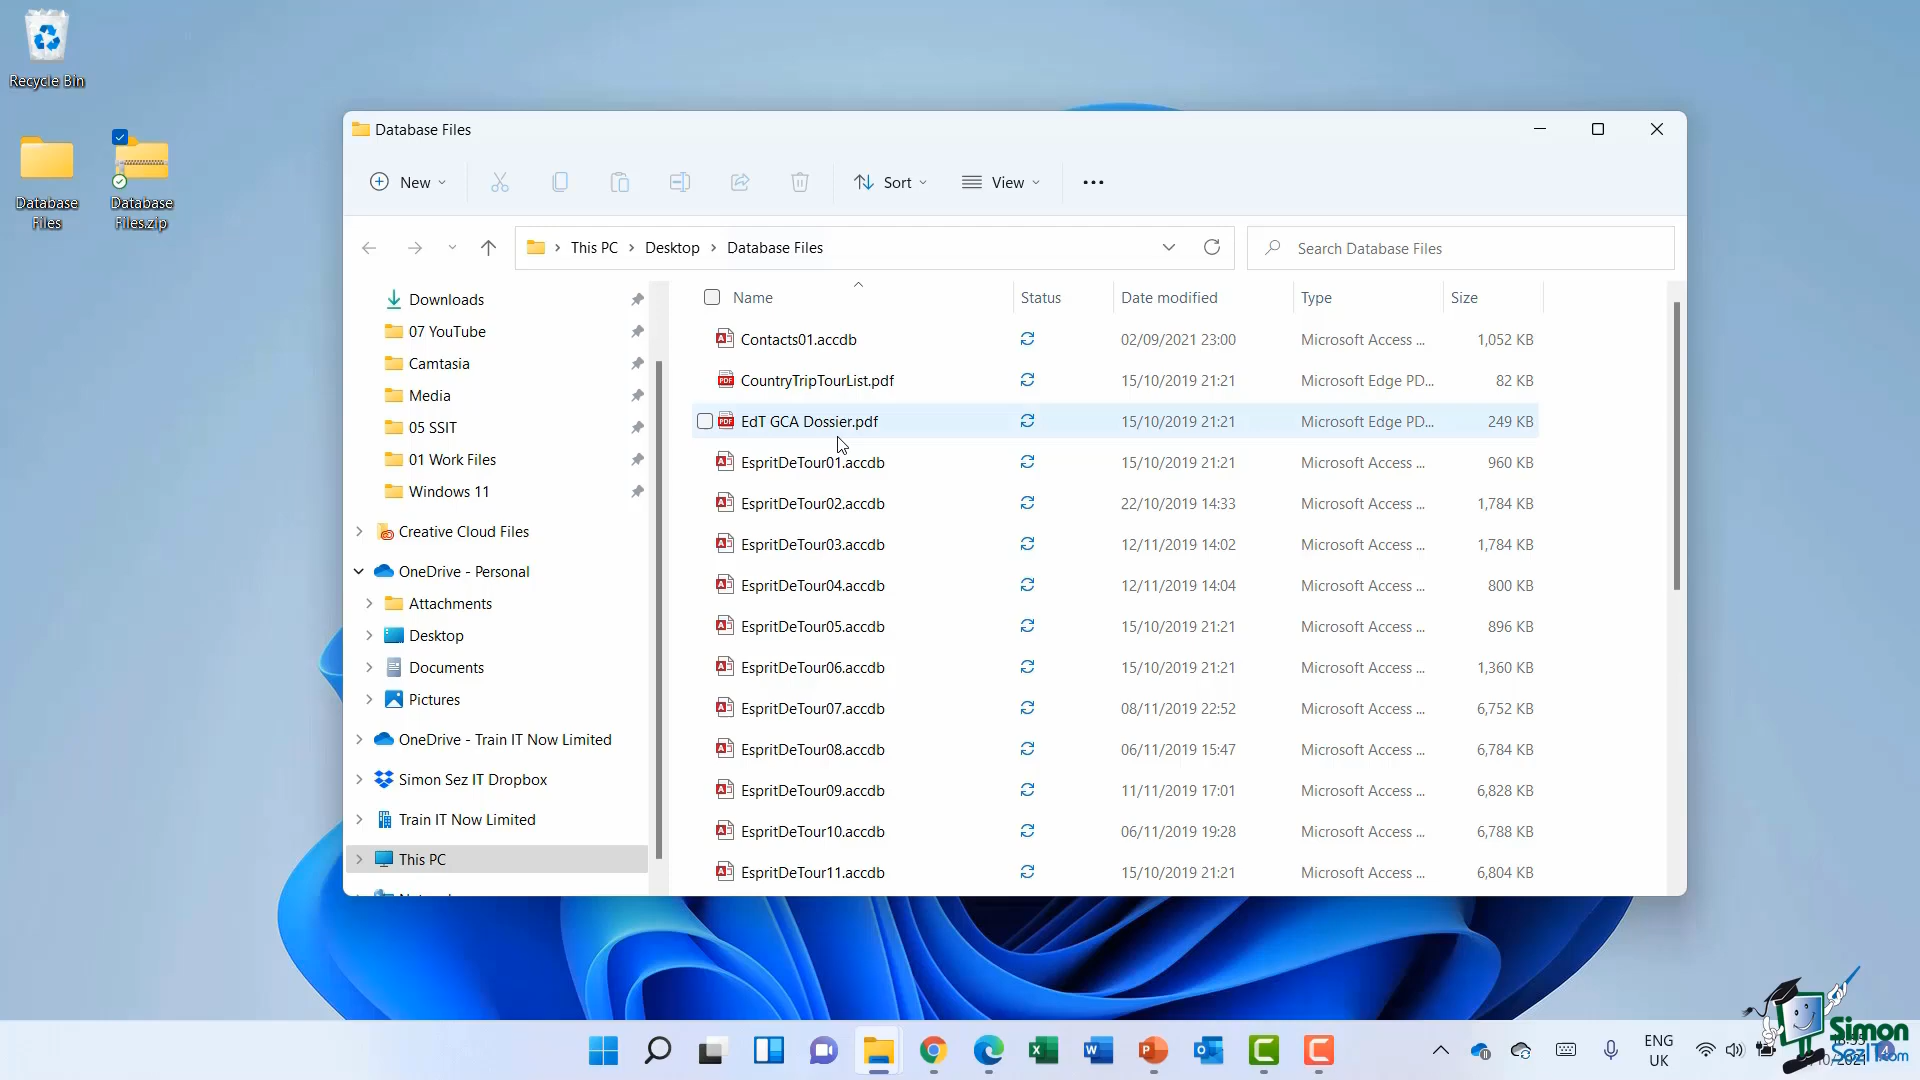 Recycle Bin
Database
Files
Database
Files.zip
Database Files
New
Sort
View
This PC
Desktop
Database Files
Search Database Files
Downloads
07 YouTube
Camtasia
Media
05 SSIT
01 Work Files
Windows 11
Creative Cloud Files
OneDrive - Personal
Attachments
Desktop
Documents
Pictures
OneDrive - Train IT Now Limited
Simon Sez IT Dropbox
Train IT Now Limited
This PC
Name Status Date modified Type Size
Contacts01.accdb 02/09/2021 23:00 Microsoft Access ... 1,052 KB
CountryTripTourList.pdf 15/10/2019 21:21 Microsoft Edge PD... 82 KB
EdT GCA Dossier.pdf 15/10/2019 21:21 Microsoft Edge PD... 249 KB
EspritDeTour01.accdb 15/10/2019 21:21 Microsoft Access ... 960 KB
EspritDeTour02.accdb 22/10/2019 14:33 Microsoft Access ... 1,784 KB
EspritDeTour03.accdb 12/11/2019 14:02 Microsoft Access ... 1,784 KB
EspritDeTour04.accdb 12/11/2019 14:04 Microsoft Access ... 800 KB
EspritDeTour05.accdb 15/10/2019 21:21 Microsoft Access ... 896 KB
EspritDeTour06.accdb 15/10/2019 21:21 Microsoft Access ... 1,360 KB
EspritDeTour07.accdb 08/11/2019 22:52 Microsoft Access ... 6,752 KB
EspritDeTour08.accdb 06/11/2019 15:47 Microsoft Access ... 6,784 KB
EspritDeTour09.accdb 11/11/2019 17:01 Microsoft Access ... 6,828 KB
EspritDeTour10.accdb 06/11/2019 19:28 Microsoft Access ... 6,788 KB
EspritDeTour11.accdb 15/10/2019 21:21 Microsoft Access ... 6,804 KB
ENG
UK
Simon
SezIT.com